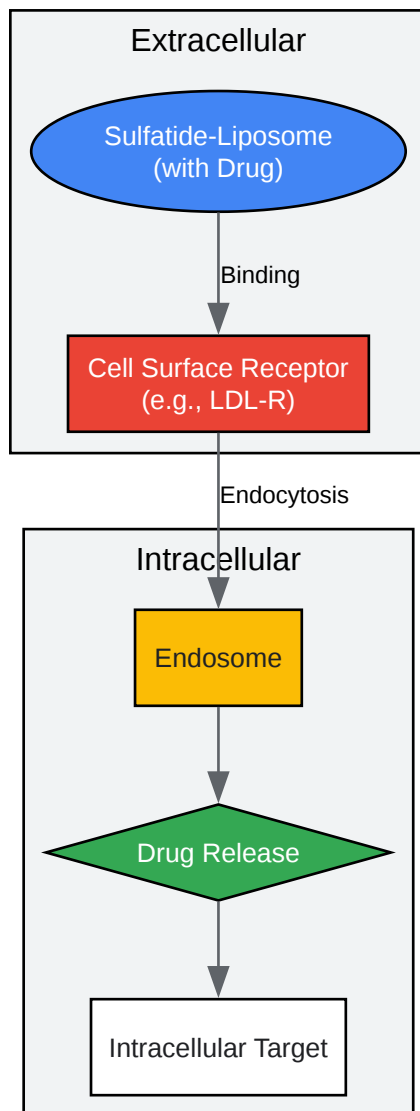 Extracellular
Sulfatide-Liposome
(with Drug)
Binding
Cell Surface Receptor
(e.g., LDL-R)
Endocytosis
Intracellular
Endosome
Drug Release
Intracellular Target